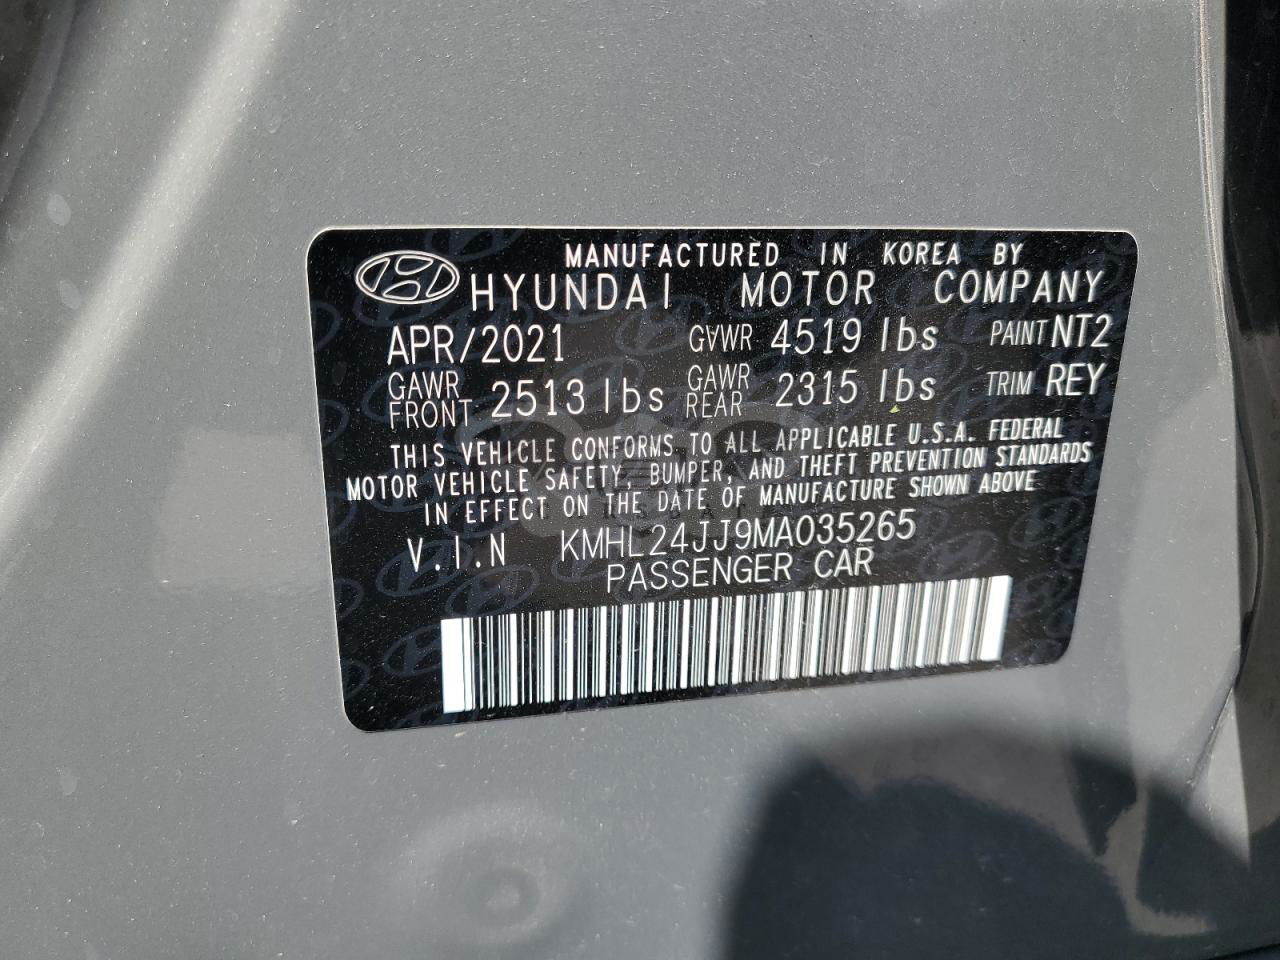 MANUFACTURED IN KOREA BY
HYUNDAI MOTOR COMPANY
APR/2021 GVWR 4519 lbs PAINT NT2
GAWR FRONT 2513 lbs GAWR REAR 2315 lbs TRIM REY
THIS VEHICLE CONFORMS TO ALL APPLICABLE U.S.A. FEDERAL
MOTOR VEHICLE SAFETY, BUMPER, AND THEFT PREVENTION STANDARDS
IN EFFECT ON THE DATE OF MANUFACTURE SHOWN ABOVE
V.I.N KMHL24JJ9MA035265
PASSENGER CAR